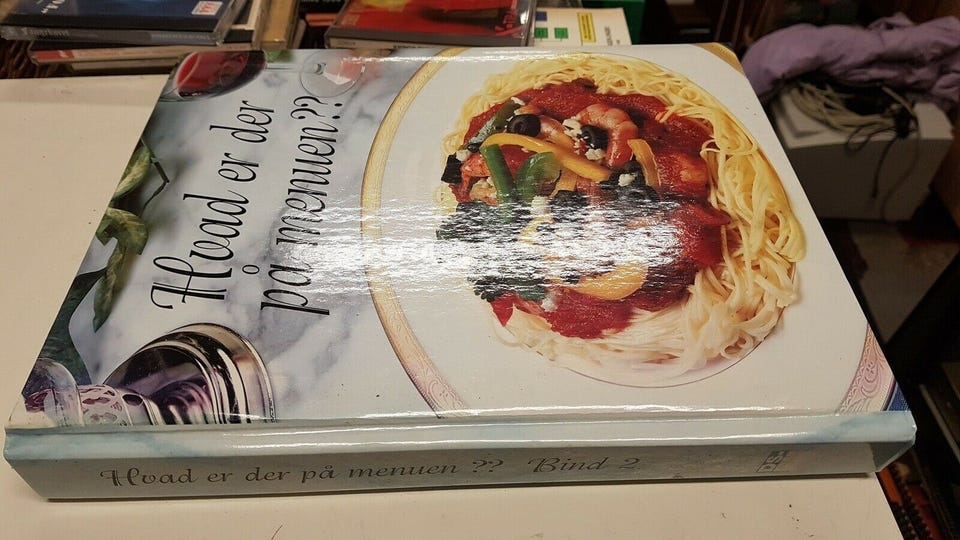 Hvad er der
på menuen??
Hvad er der på menuen ?? Bind 2